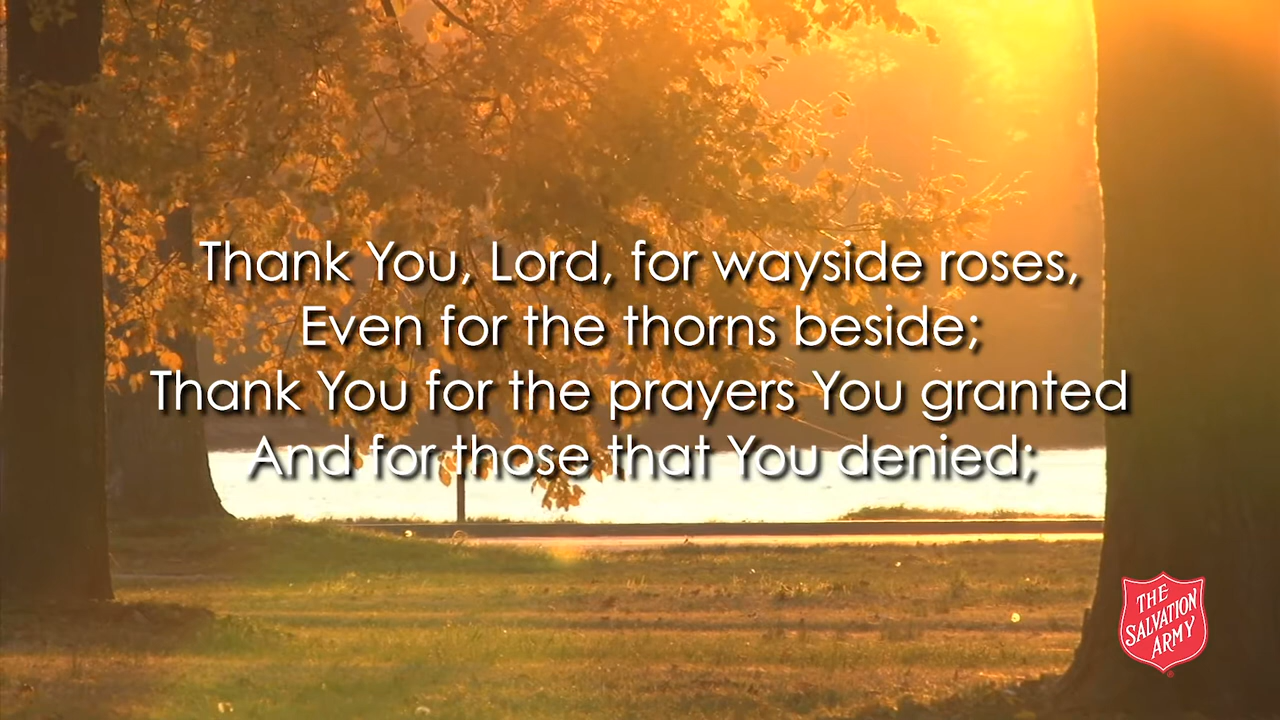 Thank You, Lord, for wayside roses,
Even for the thorns beside;
Thank You for the prayers You granted
And for those that You denied;
THE
SALVATION
ARMY